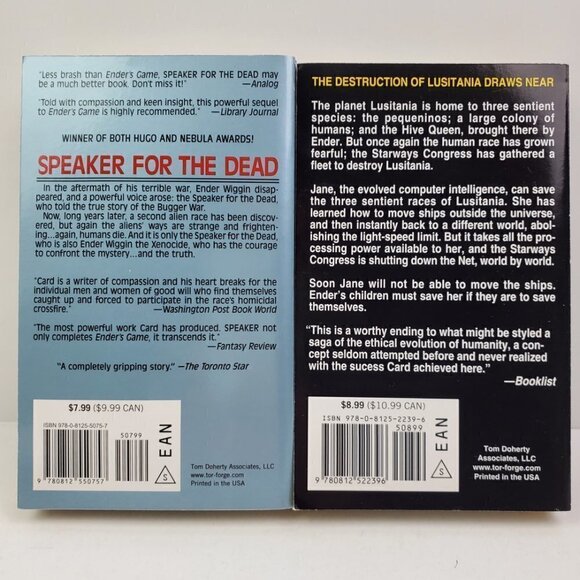 "Less brash than Ender's Game, SPEAKER FOR THE DEAD may
be a much better book. Don't miss it!"
—Analog
"Told with compassion and keen insight, this powerful sequel
to Ender's Game is highly recommended." —Library Journal
WINNER OF BOTH HUGO AND NEBULA AWARDS!
SPEAKER FOR THE DEAD
In the aftermath of his terrible war, Ender Wiggin disap-
peared, and a powerful voice arose: the Speaker for the Dead,
who told the true story of the Bugger War.
Now, long years later, a second alien race has been discov-
ered, but again the aliens' ways are strange and frighten-
ing...again, humans die. And it is only this Speaker for the Dead,
who is also Ender Wiggin the Xenocide, who has the courage
to confront the mystery...and the truth.
"Card is a writer of compassion and his heart breaks for the
individual men and women of good will who find themselves
caught up and forced to participate in the race's homicidal
crossfire." —Washington Post Book World
"The most powerful work Card has produced. SPEAKER not
only completes Ender's Game, it transcends it."
—Fantasy Review
"A completely gripping story." —The Toronto Star
$7.99 ($9.99 CAN)
ISBN 978-0-8125-5075-7
50799
9 780812 550757
EAN
S
Tom Doherty
Associates, LLC
www.tor-forge.com
Printed in the USA
THE DESTRUCTION OF LUSITANIA DRAWS NEAR
The planet Lusitania is home to three sentient
species: the pequeninos; a large colony of
humans; and the Hive Queen, brought there by
Ender. But once again the human race has grown
fearful; the Starways Congress has gathered a
fleet to destroy Lusitania.
Jane, the evolved computer intelligence, can save
the three sentient races of Lusitania. She has
learned how to move ships outside the universe,
and then instantly back to a different world, abol-
ishing the light-speed limit. But it takes all the pro-
cessing power available to her, and the Starways
Congress is shutting down the Net, world by world.
Soon Jane will not be able to move the ships.
Ender's children must save her if they are to save
themselves.
"This is a worthy ending to what might be styled a
saga of the ethical evolution of humanity, a con-
cept seldom attempted before and never realized
with the sucess Card achieved here."
—Booklist
$8.99 ($10.99 CAN)
ISBN 978-0-8125-2239-6
50899
9 780812 522396
EAN
S
Tom Doherty
Associates, LLC
www.tor-forge.com
Printed in the USA